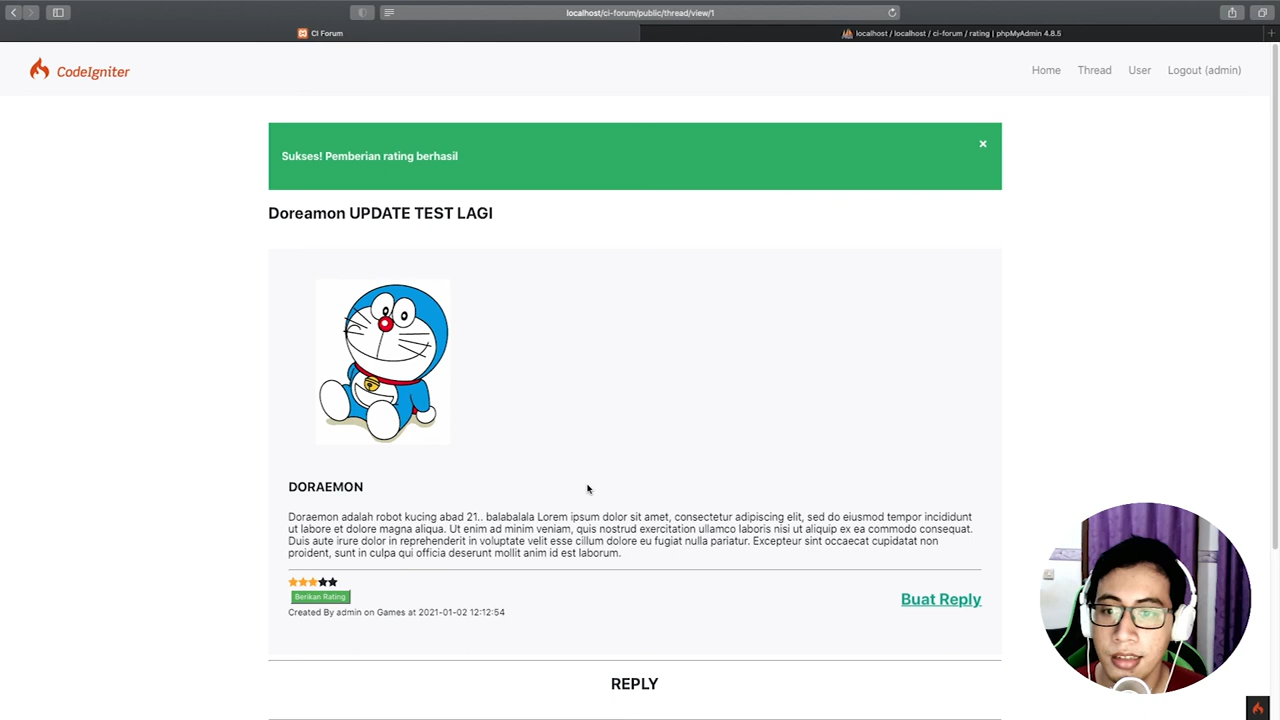 localhost/ci-forum/public/thread/view/1
CI Forum
localhost / localhost / ci-forum / rating | phpMyAdmin 4.8.5
CodeIgniter
Home
Thread
User
Logout (admin)
Sukses! Pemberian rating berhasil
×
Doreamon UPDATE TEST LAGI
DORAEMON
Doraemon adalah robot kucing abad 21.. balabalala Lorem ipsum dolor sit amet, consectetur adipiscing elit, sed do eiusmod tempor incididunt
ut labore et dolore magna aliqua. Ut enim ad minim veniam, quis nostrud exercitation ullamco laboris nisi ut aliquip ex ea commodo consequat.
Duis aute irure dolor in reprehenderit in voluptate velit esse cillum dolore eu fugiat nulla pariatur. Excepteur sint occaecat cupidatat non
proident, sunt in culpa qui officia deserunt mollit anim id est laborum.
Berikan Rating
Created By admin on Games at 2021-01-02 12:12:54
Buat Reply
REPLY